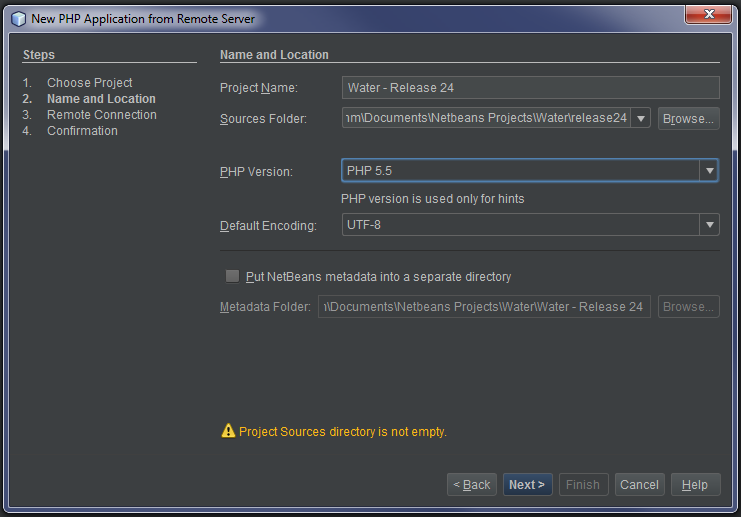 New PHP Application from Remote Server
Steps
1. Choose Project
2. Name and Location
3. Remote Connection
4. Confirmation
Name and Location
Project Name: Water - Release 24
Sources Folder: ım\Documents\Netbeans Projects\Water\release24 Browse...
PHP Version: PHP 5.5
PHP version is used only for hints
Default Encoding: UTF-8
Put NetBeans metadata into a separate directory
Metadata Folder: ı\Documents\Netbeans Projects\Water\Water - Release 24 Browse...
Project Sources directory is not empty.
< Back Next > Finish Cancel Help